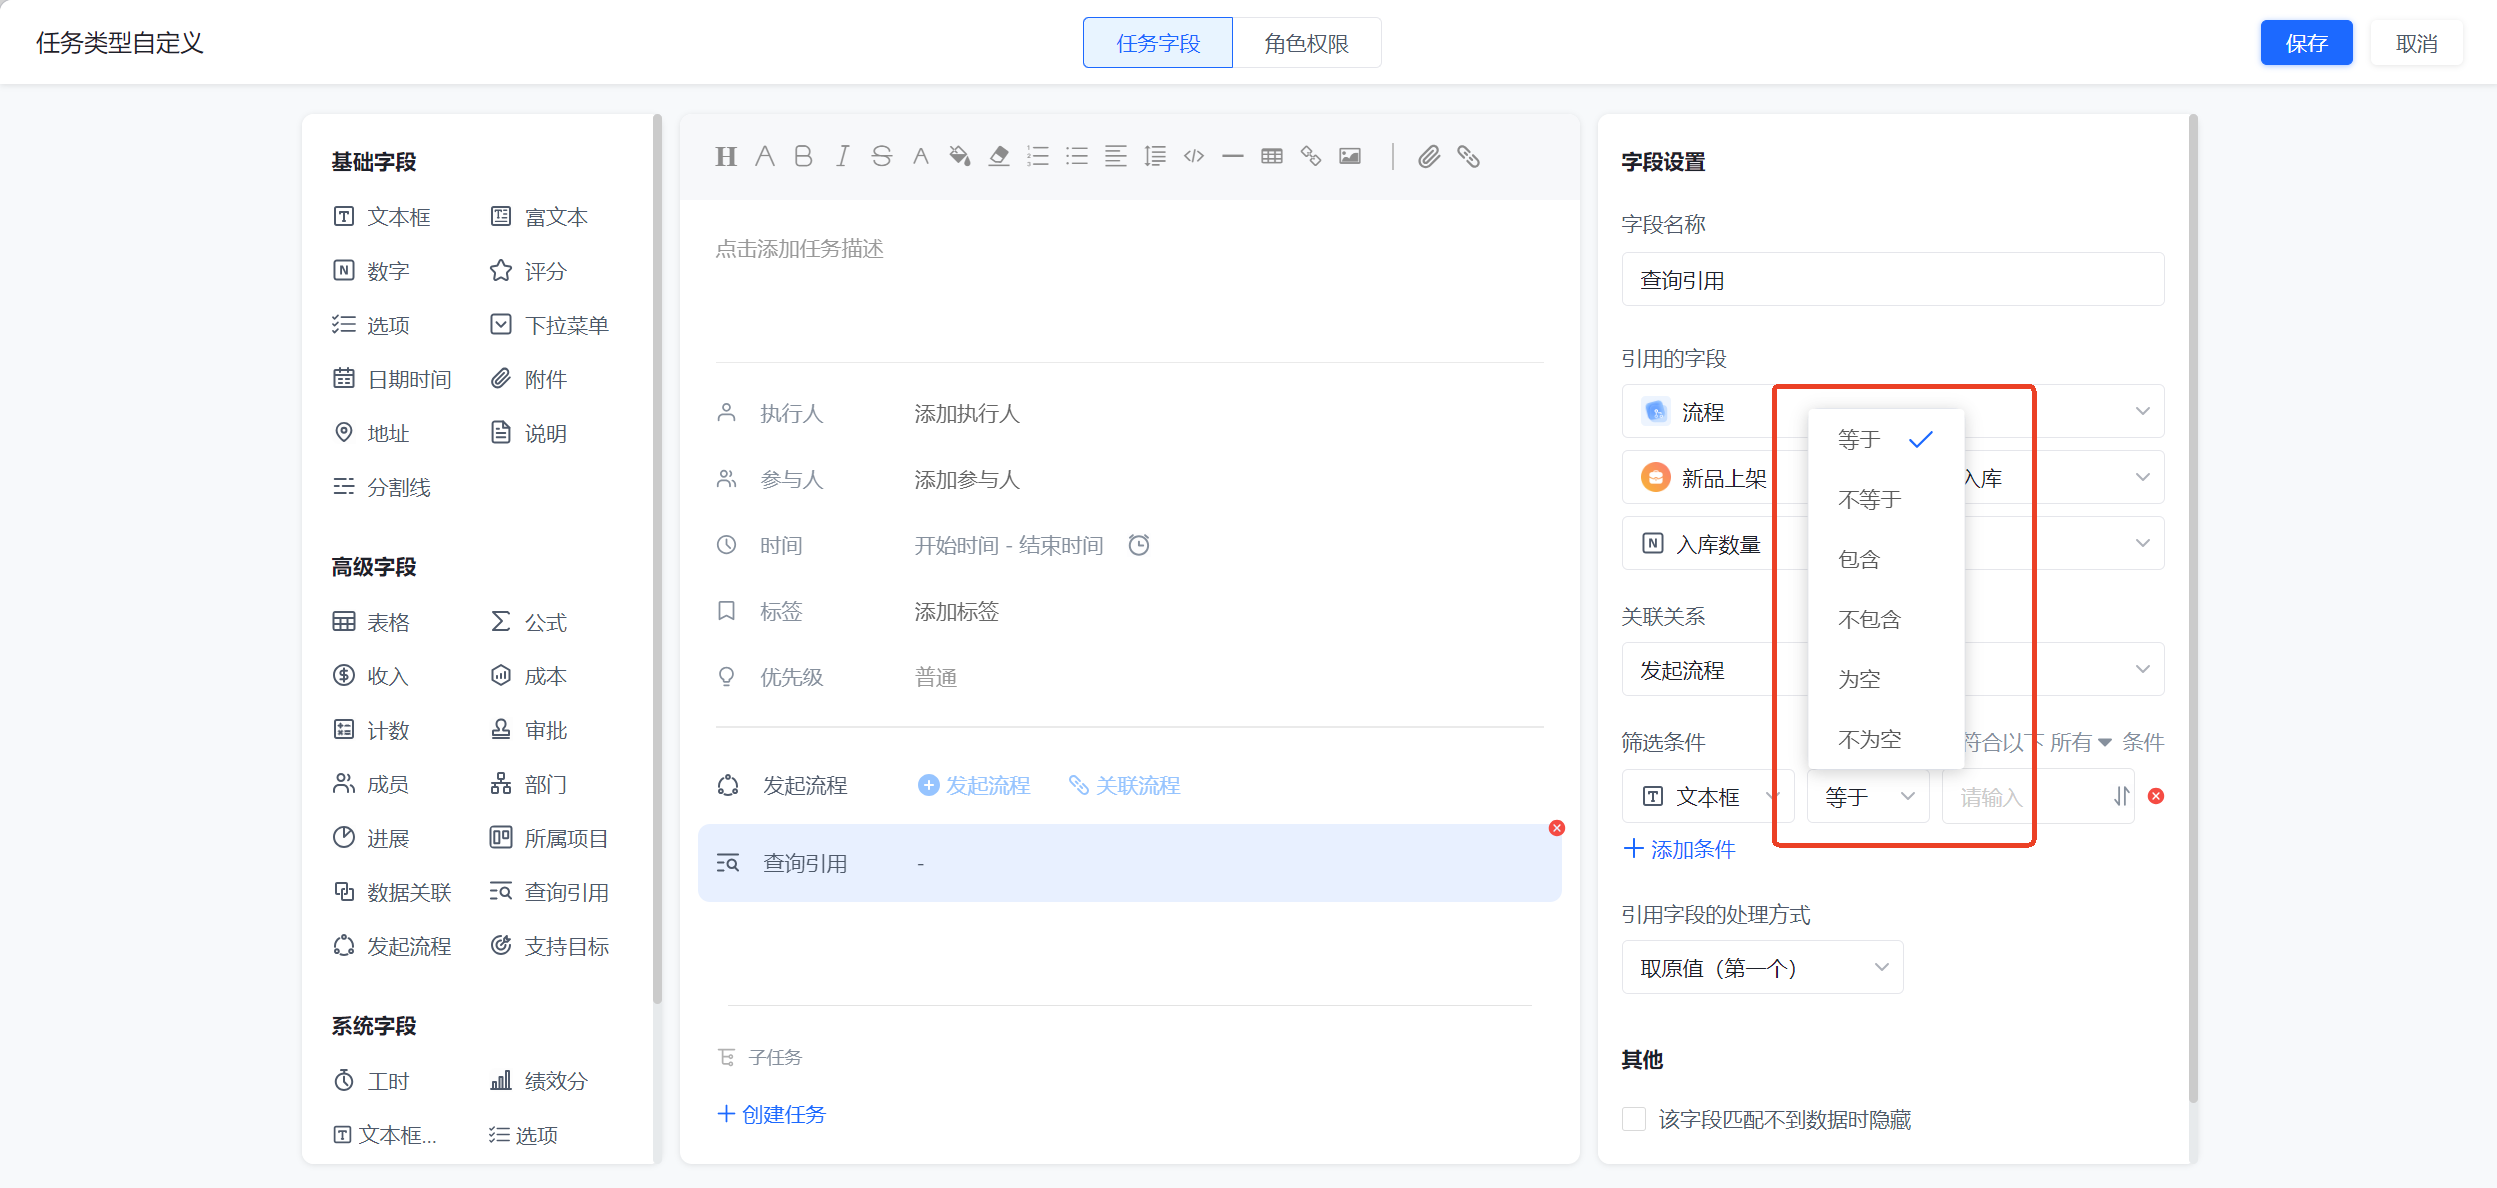 任务类型自定义
任务字段
角色权限
保存
取消
基础字段
文本框
富文本
数字
评分
选项
下拉菜单
日期时间
附件
地址
说明
分割线
高级字段
表格
公式
收入
成本
计数
审批
成员
部门
进展
所属项目
数据关联
查询引用
发起流程
支持目标
系统字段
工时
绩效分
文本框...
选项
点击添加任务描述
执行人
添加执行人
参与人
添加参与人
时间
开始时间 - 结束时间
标签
添加标签
优先级
普通
发起流程
发起流程
关联流程
查询引用
-
子任务
创建任务
字段设置
字段名称
查询引用
引用的字段
流程
新品上架
入库
入库数量
关联关系
发起流程
等于
不等于
包含
不包含
为空
不为空
筛选条件
符合以下 所有 条件
文本框
等于
请输入
添加条件
引用字段的处理方式
取原值（第一个）
其他
该字段匹配不到数据时隐藏